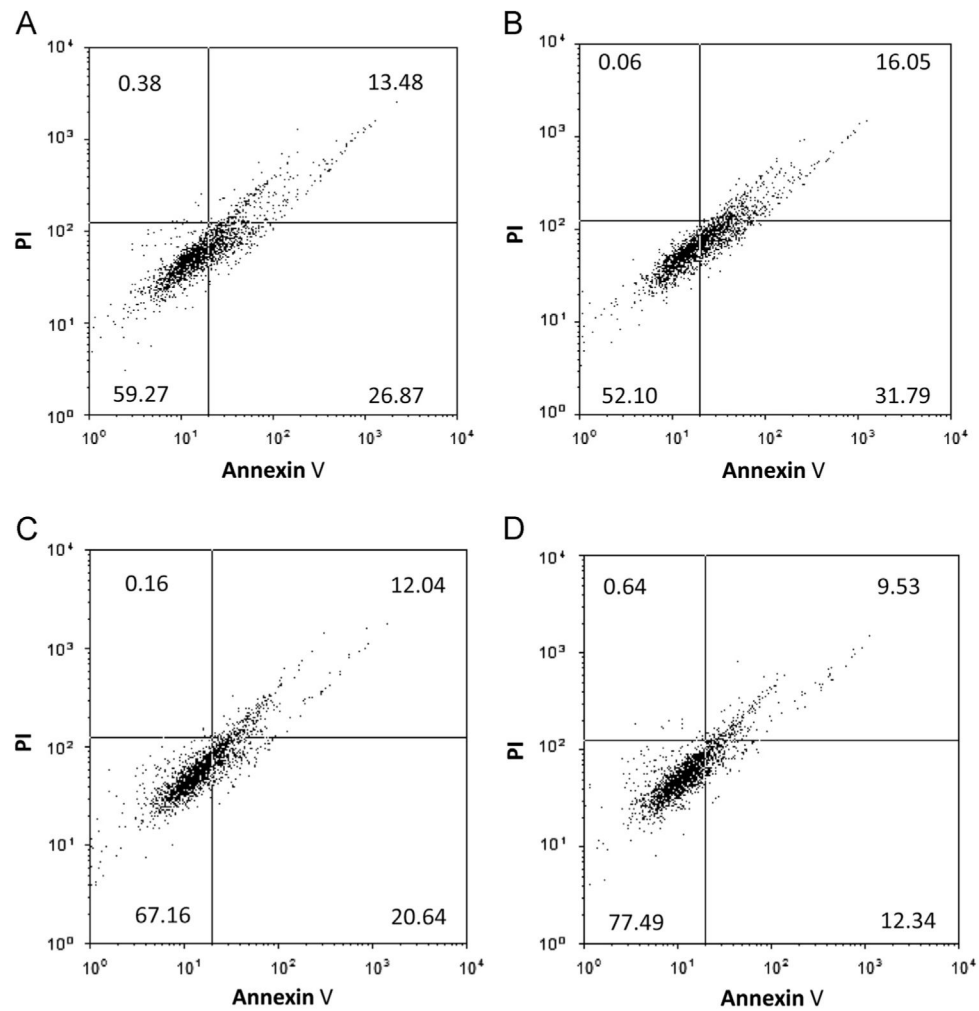 A
B
10⁴
10³
10²
10¹
10⁰
PI
0.38
13.48
59.27
26.87
10⁰ 10¹ 10² 10³ 10⁴
Annexin V
10⁴
10³
10²
10¹
10⁰
PI
0.06
16.05
52.10
31.79
10⁰ 10¹ 10² 10³ 10⁴
Annexin V
C
D
10⁴
10³
10²
10¹
10⁰
PI
0.16
12.04
67.16
20.64
10⁰ 10¹ 10² 10³ 10⁴
Annexin V
10⁴
10³
10²
10¹
10⁰
PI
0.64
9.53
77.49
12.34
10⁰ 10¹ 10² 10³ 10⁴
Annexin V